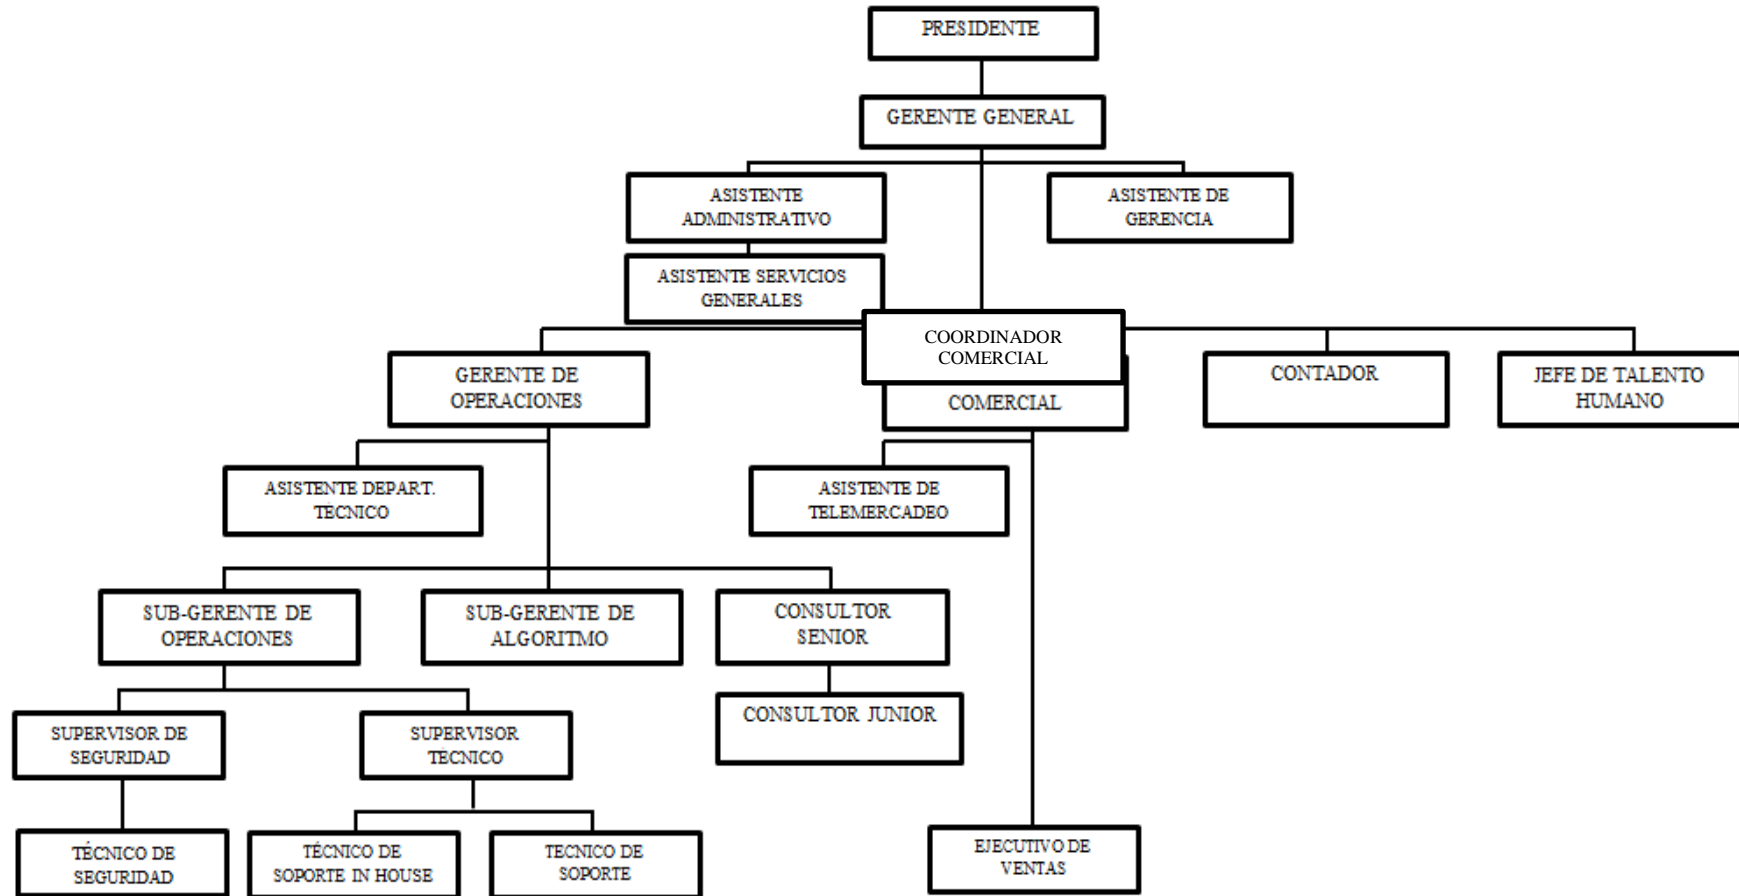 PRESIDENTE
GERENTE GENERAL
ASISTENTE
ADMINISTRATIVO
ASISTENTE DE
GERENCIA
ASISTENTE SERVICIOS
GENERALES
COORDINADOR
COMERCIAL
GERENTE DE
OPERACIONES
COMERCIAL
CONTADOR
JEFE DE TALENTO
HUMANO
ASISTENTE DEPART.
TÉCNICO
ASISTENTE DE
TELEMERCADEO
SUB-GERENTE DE
OPERACIONES
SUB-GERENTE DE
ALGORITMO
CONSULTOR
SENIOR
SUPERVISOR DE
SEGURIDAD
SUPERVISOR
TÉCNICO
CONSULTOR JUNIOR
TÉCNICO DE
SEGURIDAD
TÉCNICO DE
SOPORTE IN HOUSE
TECNICO DE
SOPORTE
EJECUTIVO DE
VENTAS